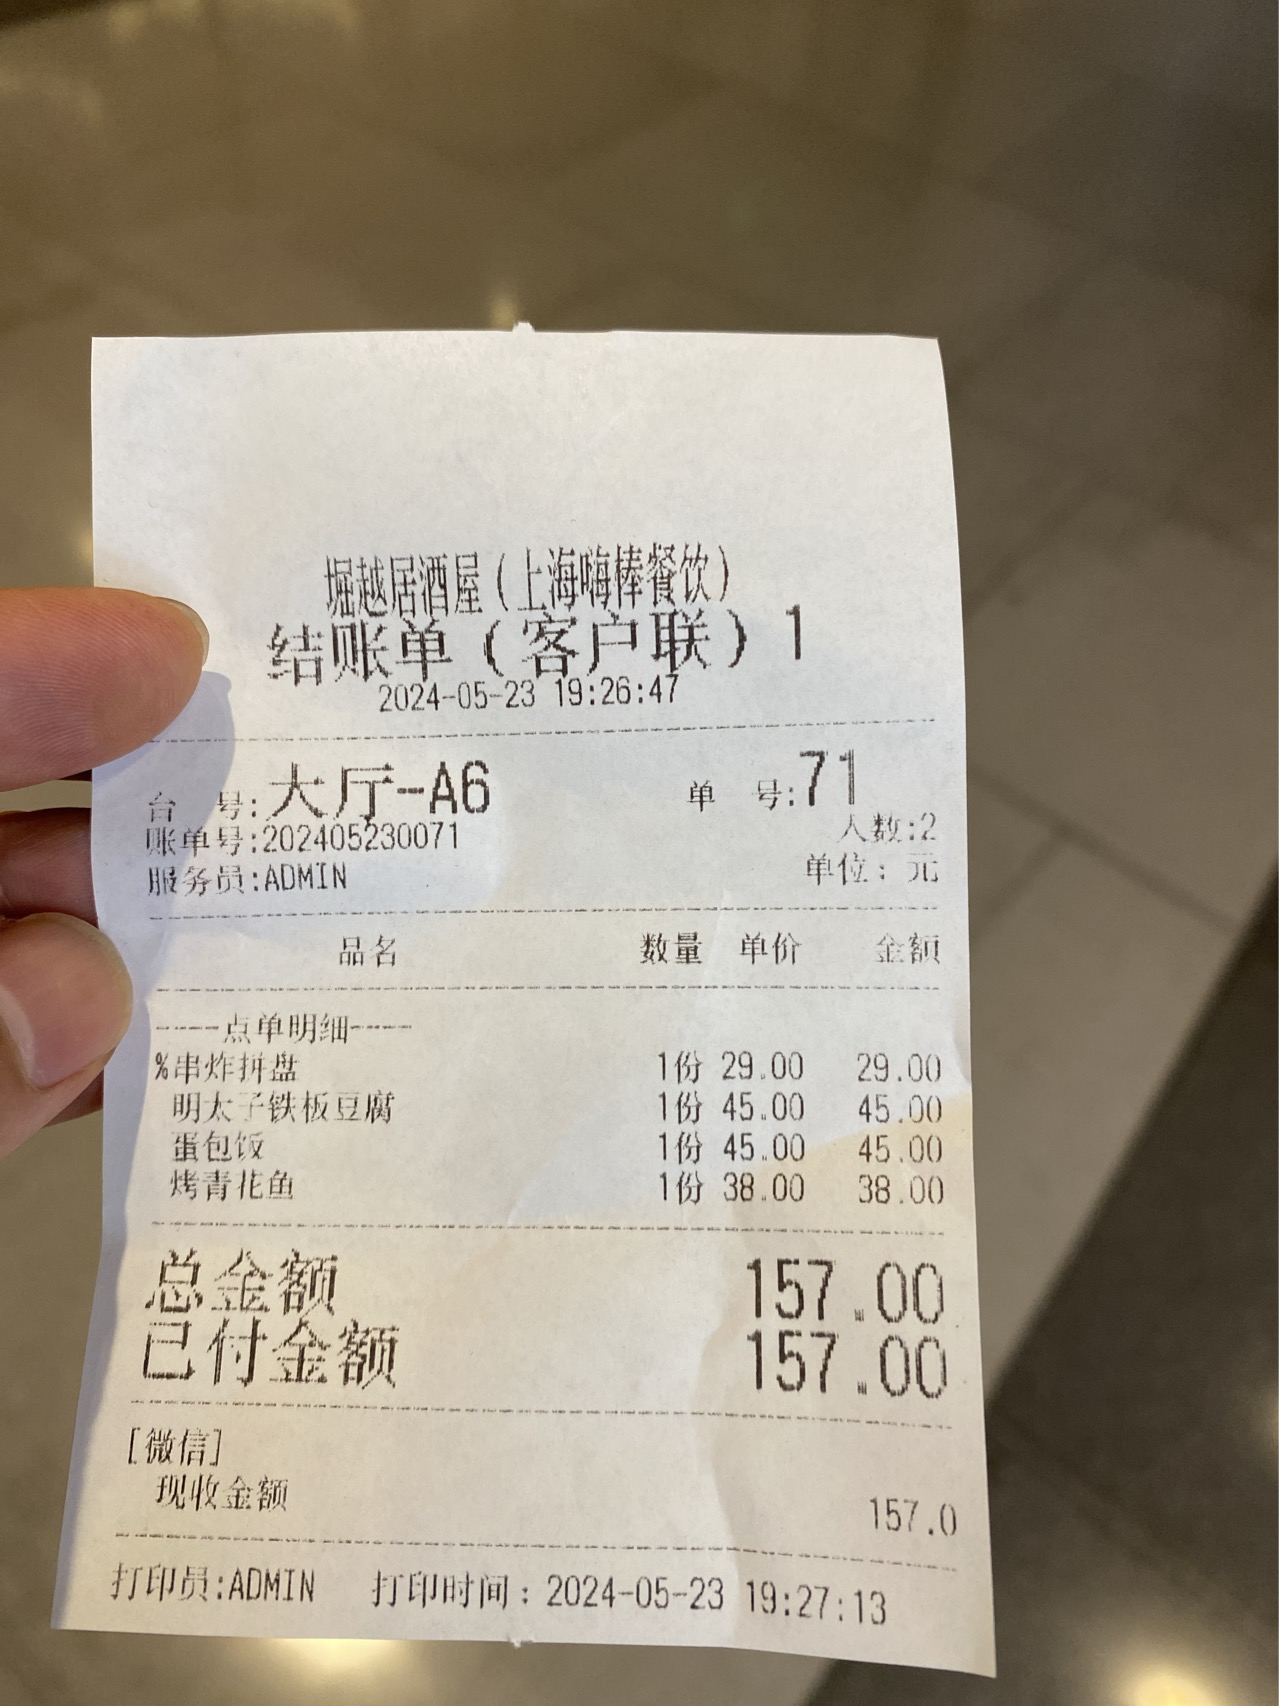 堀越居酒屋(上海嗨棒餐饮)
结账单(客户联)1
2024-05-23 19:26:47
台 号:大厅-A6 单 号:71
账单号:202405230071 人数:2
服务员:ADMIN 单位: 元
品名 数量 单价 金额
----点单明细----
%串炸拼盘 1份 29.00 29.00
明太子铁板豆腐 1份 45.00 45.00
蛋包饭 1份 45.00 45.00
烤青花鱼 1份 38.00 38.00
总金额 157.00
已付金额 157.00
[微信]
现收金额 157.0
打印员:ADMIN 打印时间: 2024-05-23 19:27:13